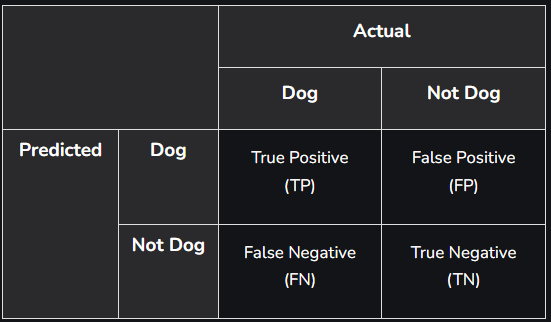 Actual
Dog
Not Dog
Predicted
Dog
True Positive
(TP)
False Positive
(FP)
Not Dog
False Negative
(FN)
True Negative
(TN)